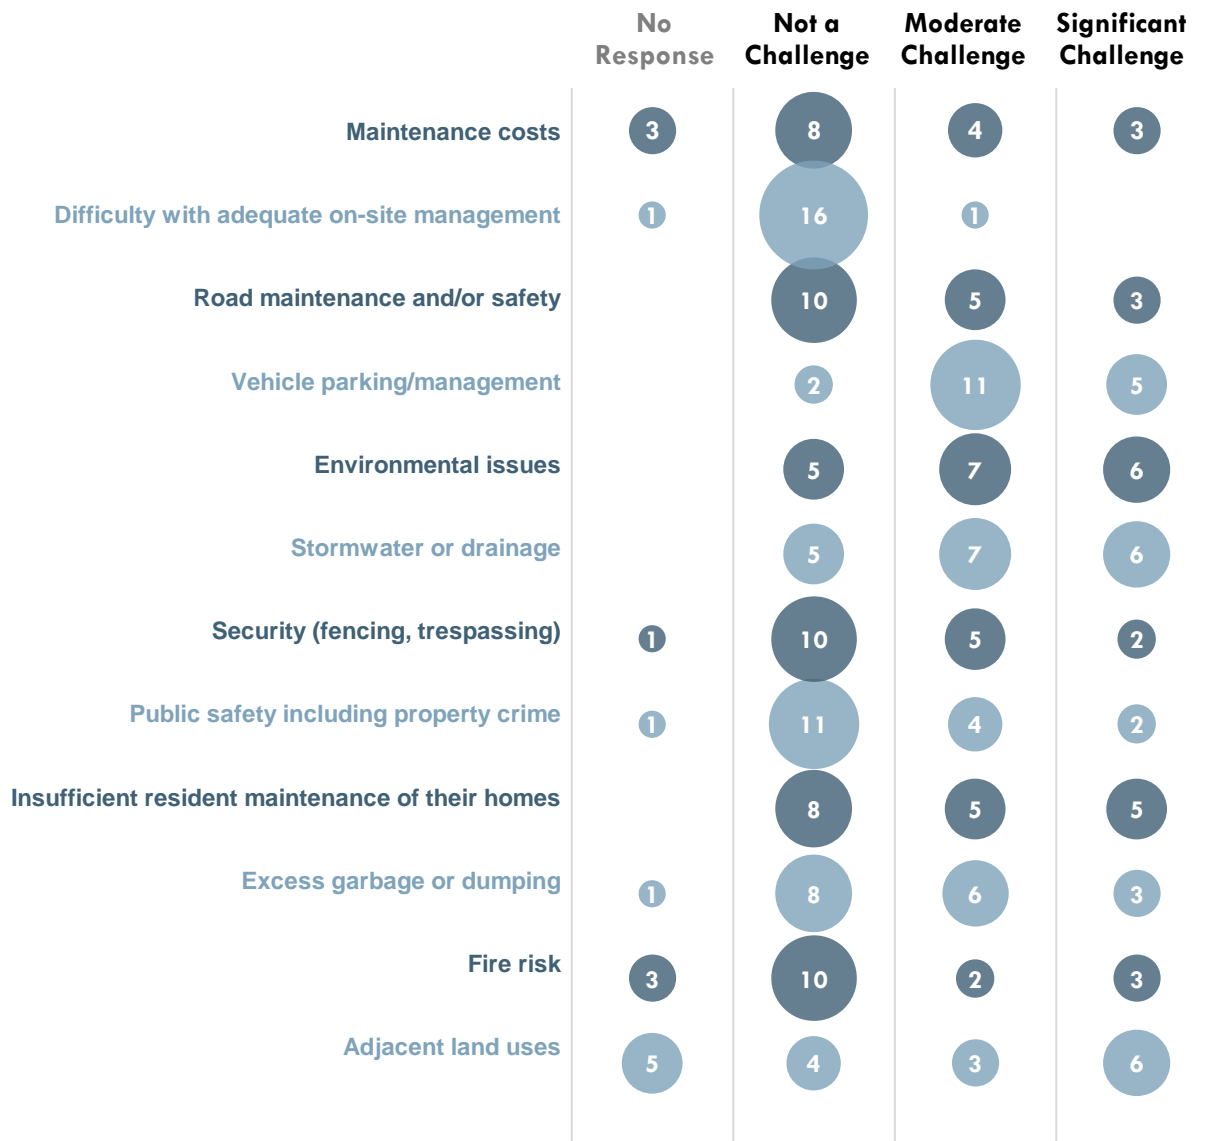 No Response
Not a Challenge
Moderate Challenge
Significant Challenge
Maintenance costs 3 8 4 3
Difficulty with adequate on-site management 1 16 1
Road maintenance and/or safety 10 5 3
Vehicle parking/management 2 11 5
Environmental issues 5 7 6
Stormwater or drainage 5 7 6
Security (fencing, trespassing) 1 10 5 2
Public safety including property crime 1 11 4 2
Insufficient resident maintenance of their homes 8 5 5
Excess garbage or dumping 1 8 6 3
Fire risk 3 10 2 3
Adjacent land uses 5 4 3 6